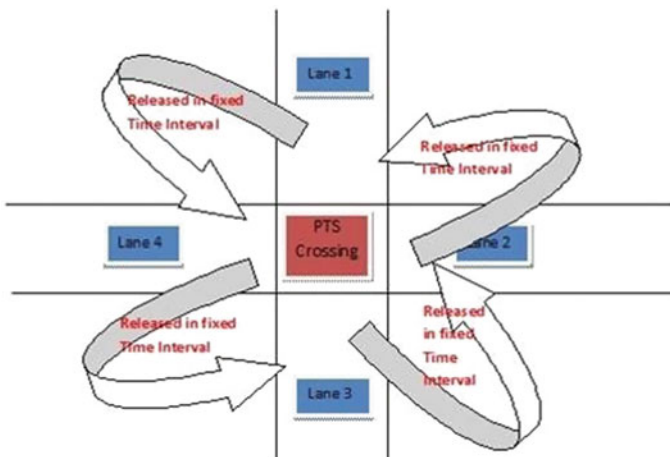 Lane 1
Released in fixed
Time Interval
Released in fixed
Time Interval
PTS
Crossing
Lane 4
Lane 2
Released in fixed
Time Interval
Released
in fixed
Time
Interval
Lane 3